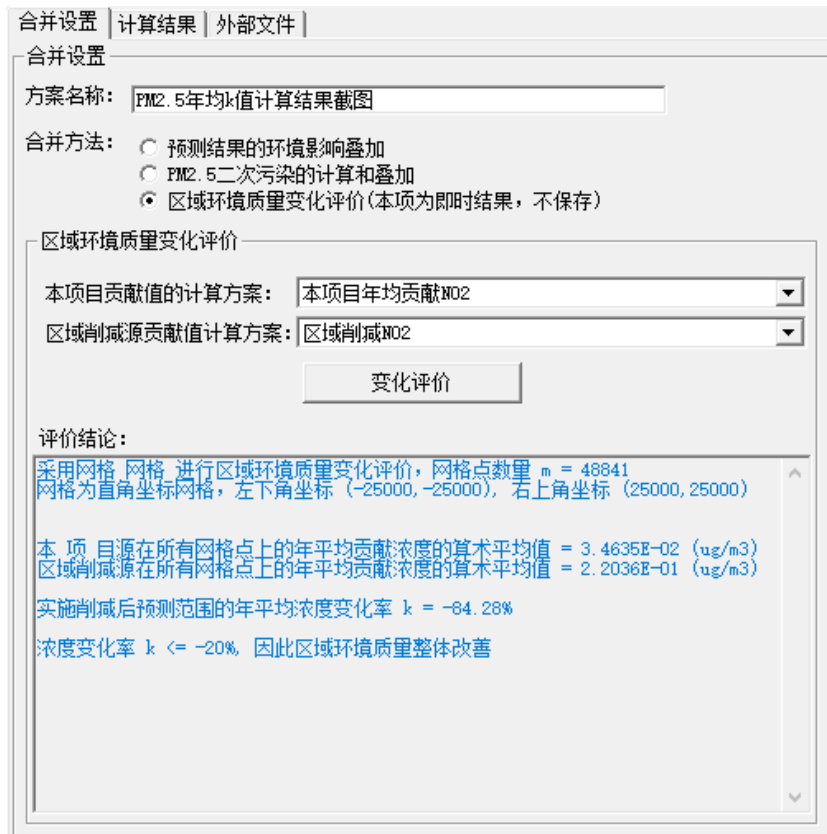 合并设置 计算结果 外部文件
合并设置
方案名称: PM2.5年均k值计算结果截图
合并方法: 预测结果的环境影响叠加
PM2.5二次污染的计算和叠加
区域环境质量变化评价(本项为即时结果,不保存)
区域环境质量变化评价
本项目贡献值的计算方案: 本项目年均贡献NO2
区域削减源贡献值计算方案: 区域削减NO2
变化评价
评价结论:
采用网格 网格 进行区域环境质量变化评价,网格点数量 m = 48841
网格为直角坐标网格,左下角坐标 (-25000,-25000), 右上角坐标 (25000,25000)
本 项 目源在所有网格点上的年平均贡献浓度的算术平均值 = 3.4635E-02 (ug/m3)
区域削减源在所有网格点上的年平均贡献浓度的算术平均值 = 2.2036E-01 (ug/m3)
实施削减后预测范围的年平均浓度变化率 k = -84.28%
浓度变化率 k <= -20%, 因此区域环境质量整体改善